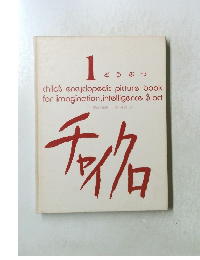 1 どうぶつ
child's encyclopedic picture book
for imagination, intelligence & art
チャイクロ